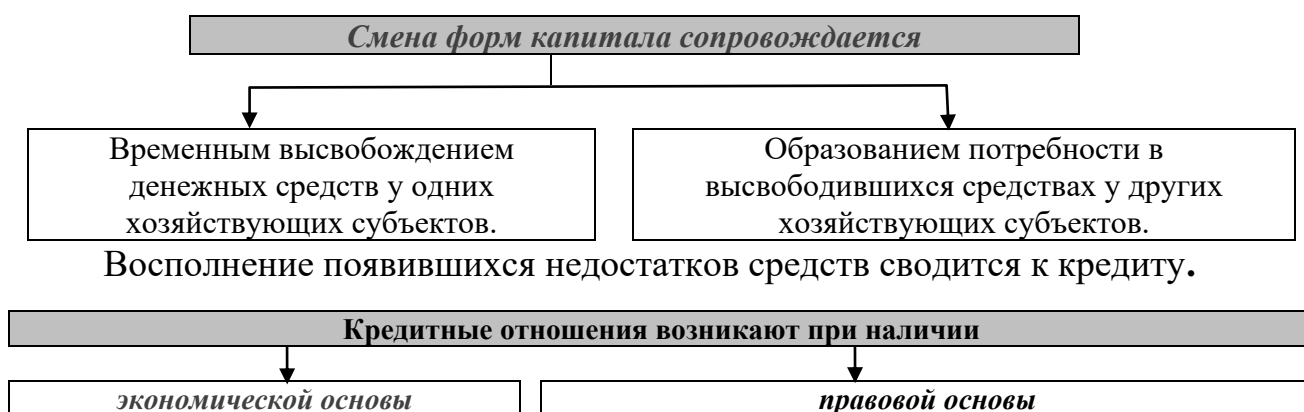 Смена форм капитала сопровождается
Временным высвобождением
денежных средств у одних
хозяйствующих субъектов.
Образованием потребности в
высвободившихся средствах у других
хозяйствующих субъектов.
Восполнение появившихся недостатков средств сводится к кредиту.
Кредитные отношения возникают при наличии
экономической основы
правовой основы